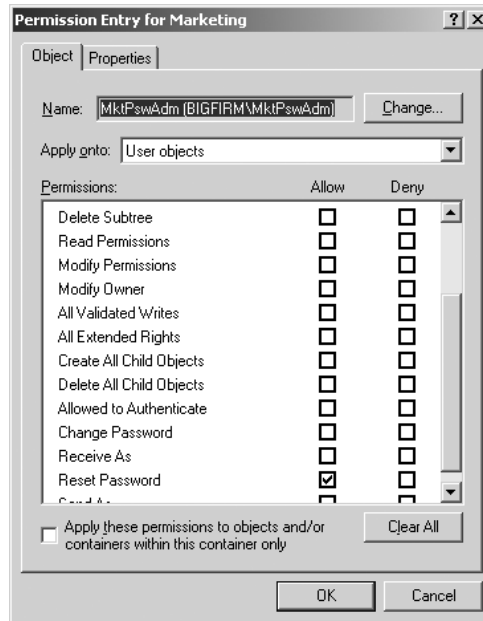 Permission Entry for Marketing
Object Properties
Name: MktPswAdm (BIGFIRM\MktPswAdm) Change...
Apply onto: User objects
Permissions: Allow Deny
Delete Subtree
Read Permissions
Modify Permissions
Modify Owner
All Validated Writes
All Extended Rights
Create All Child Objects
Delete All Child Objects
Allowed to Authenticate
Change Password
Receive As
Reset Password
Apply these permissions to objects and/or
containers within this container only
Clear All
OK Cancel